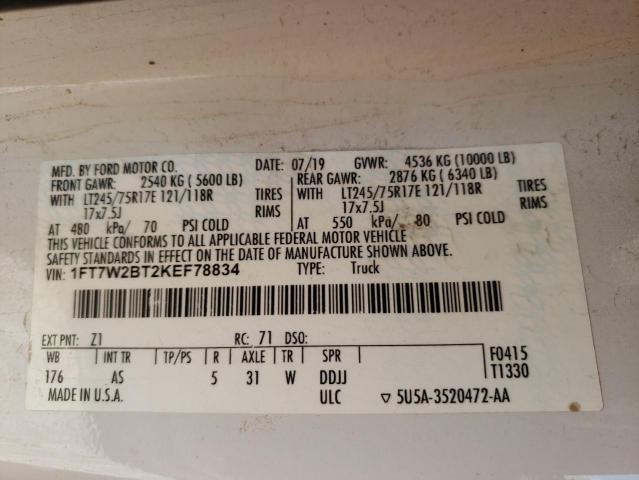 MFD. BY FORD MOTOR CO. DATE: 07/19 GVWR: 4536 KG (10000 LB)
FRONT GAWR: 2540 KG ( 5600 LB) REAR GAWR: 2876 KG ( 6340 LB)
WITH LT245/75R17E 121/118R TIRES WITH LT245/75R17E 121/118R TIRES
17x7.5J RIMS 17x7.5J RIMS
AT 480 kPa/ 70 PSI COLD AT 550 kPa/ 80 PSI COLD
THIS VEHICLE CONFORMS TO ALL APPLICABLE FEDERAL MOTOR VEHICLE
SAFETY STANDARDS IN EFFECT ON THE DATE OF MANUFACTURE SHOWN ABOVE.
VIN: 1FT7W2BT2KEF78834 TYPE: Truck
EXT PNT: Z1 RC: 71 DSO:
WB INT TR TP/PS R AXLE TR SPR F0415
176 AS 5 31 W DDJJ T1330
MADE IN U.S.A. ULC ▽ 5U5A-3520472-AA